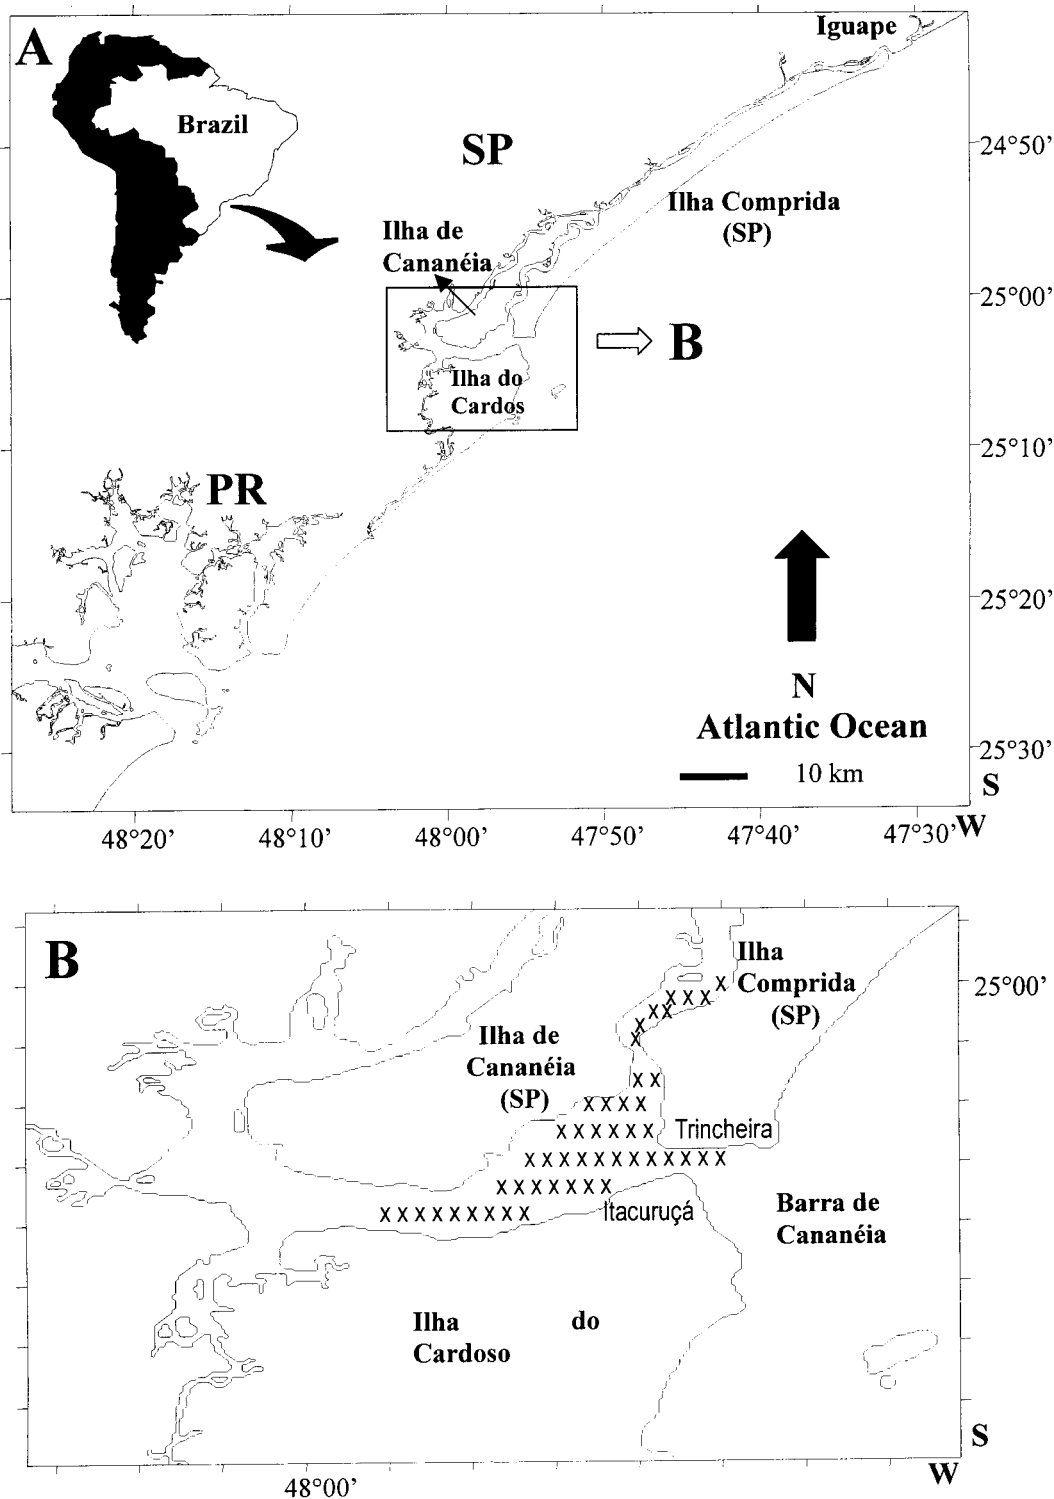 A
Iguape
Brazil
SP
24°50’
Ilha Comprida
(SP)
Ilha de
Cananéia
25°00’
B
Ilha do
Cardos
25°10’
PR
25°20’
N
Atlantic Ocean
25°30’
10 km
S
W
48°20’ 48°10’ 48°00’ 47°50’ 47°40’ 47°30’
B
Ilha
Comprida
(SP)
25°00’
Ilha de
Cananéia
(SP)
X X X X
X X
X
X
X X
X X X X
X X X X X X
Trincheira
X X X X X X X X X X X X
X X X X X X X
X X X X X X X X X
Itacuruçá
Barra de
Cananéia
Ilha do
Cardoso
S
W
48°00’